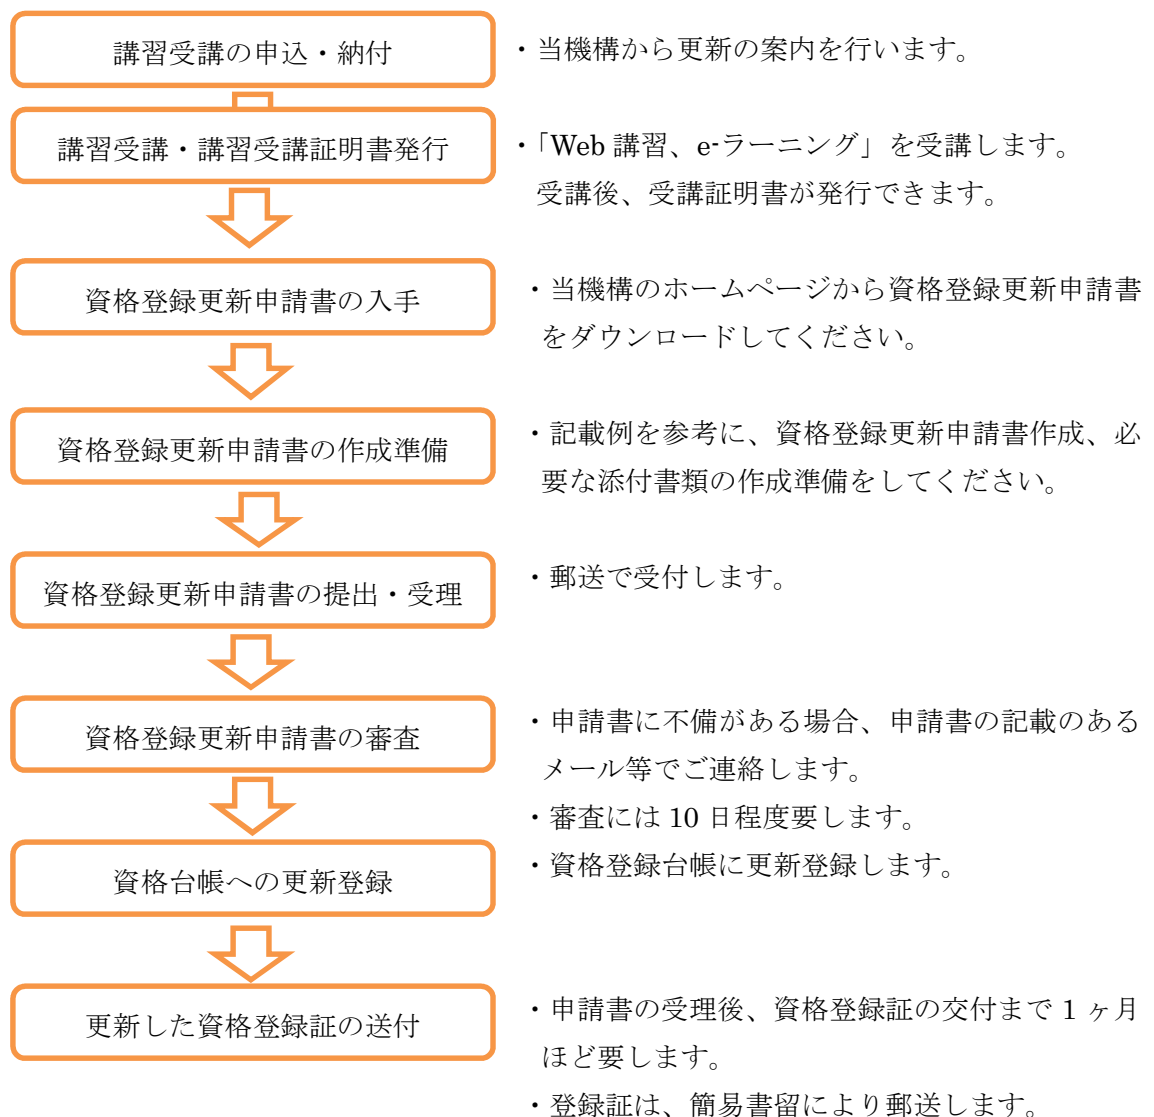 講習受講の申込・納付
・当機構から更新の案内を行います。
講習受講・講習受講証明書発行
・「Web 講習、e-ラーニング」を受講します。
受講後、受講証明書が発行できます。
資格登録更新申請書の入手
・当機構のホームページから資格登録更新申請書
をダウンロードしてください。
資格登録更新申請書の作成準備
・記載例を参考に、資格登録更新申請書作成、必
要な添付書類の作成準備をしてください。
資格登録更新申請書の提出・受理
・郵送で受付します。
資格登録更新申請書の審査
・申請書に不備がある場合、申請書の記載のある
メール等でご連絡します。
・審査には 10 日程度要します。
資格台帳への更新登録
・資格登録台帳に更新登録します。
更新した資格登録証の送付
・申請書の受理後、資格登録証の交付まで 1 ヶ月
ほど要します。
・登録証は、簡易書留により郵送します。